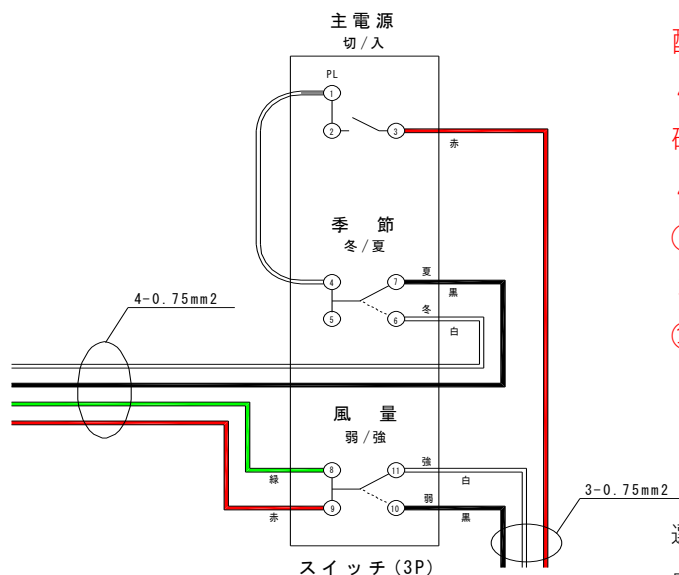 主電源
切/入
PL
1
2
3
赤
季 節
冬/夏
4
7
夏
黒
5
6
冬
白
4-0.75mm2
風 量
弱/強
8
11
強
白
緑
9
10
弱
黒
赤
3-0.75mm2
スイッチ(3P)